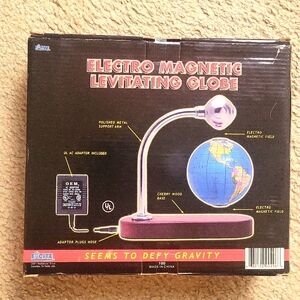 ELECTRO MAGNETIC
LEVITATING GLOBE
POLISHED METAL
SUPPORT ARM
ELECTRO
MAGNETIC FIELD
UL AC ADAPTOR INCLUDED
O.E.M.
UL
CHERRY WOOD
BASE
ELECTRO
MAGNETIC FIELD
ADAPTOR PLUGS HERE
SEEMS TO DEFY GRAVITY
MADE IN CHINA